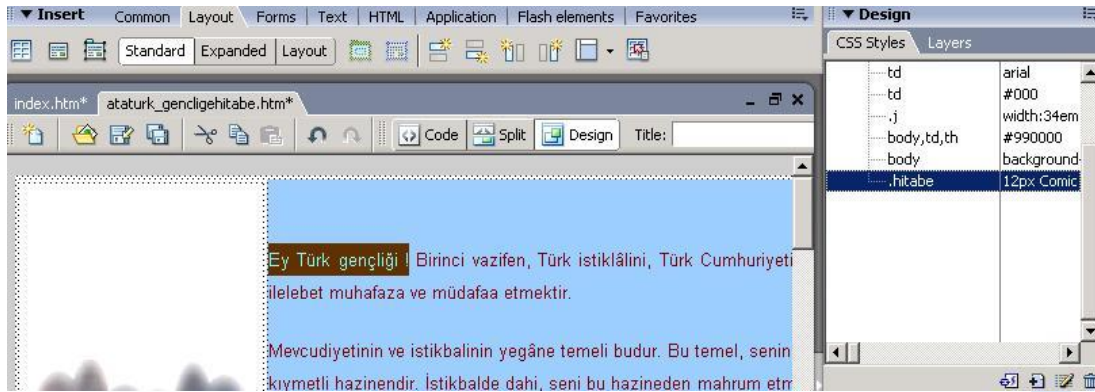 Insert Common Layout Forms Text HTML Application Flash elements Favorites
Standard Expanded Layout
index.htm* ataturk_gencligehitabe.htm*
Code Split Design Title:
Ey Türk gençliği ! Birinci vazifen, Türk istiklâlini, Türk Cumhuriyeti
ilelebet muhafaza ve müdafaa etmektir.
Mevcudiyetinin ve istikbalinin yegâne temeli budur. Bu temel, senin
kıymetli hazinendir. İstikbalde dahi, seni bu hazineden mahrum etm
Design
CSS Styles Layers
td arial
td #000
.j width:34em
body,td,th #990000
body background-
.hitabe 12px Comic